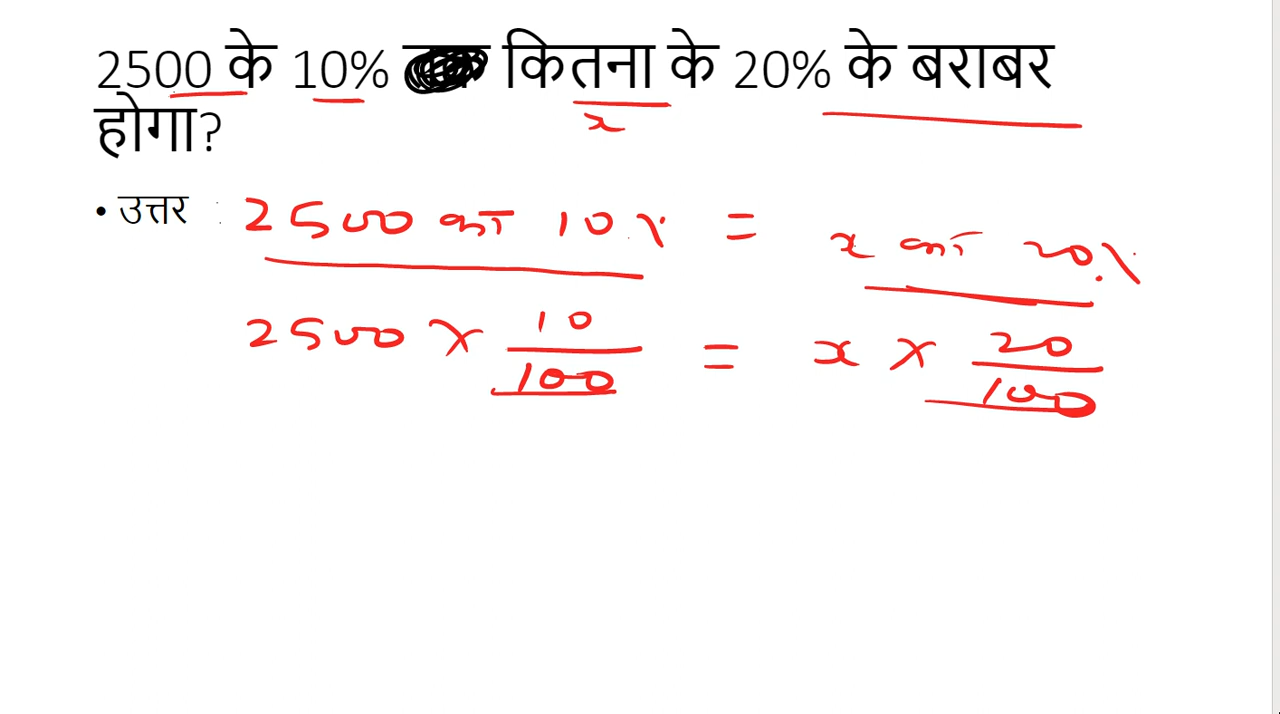 2500 के 10% कितना के 20% के बराबर
होगा?
x
• उत्तर : 2500 का 10% = x का 20%
2500 × 10/100 = x × 20/100